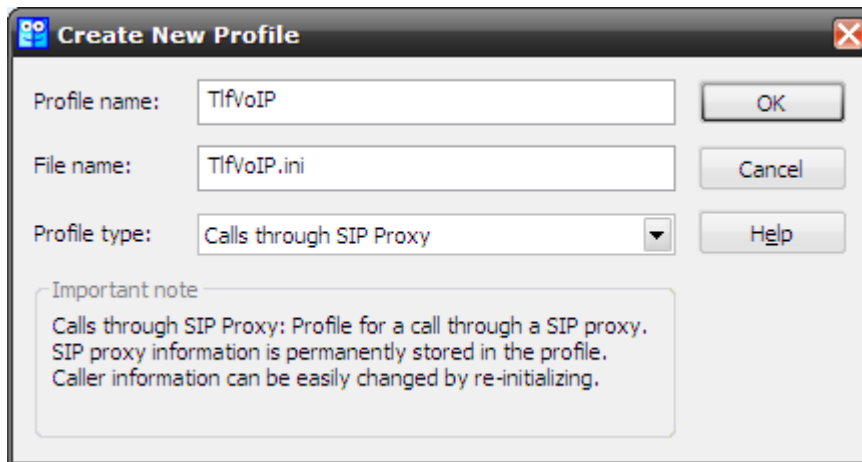 Create New Profile
Profile name: TlfVoIP OK
File name: TlfVoIP.ini Cancel
Profile type: Calls through SIP Proxy Help
Important note
Calls through SIP Proxy: Profile for a call through a SIP proxy.
SIP proxy information is permanently stored in the profile.
Caller information can be easily changed by re-initializing.